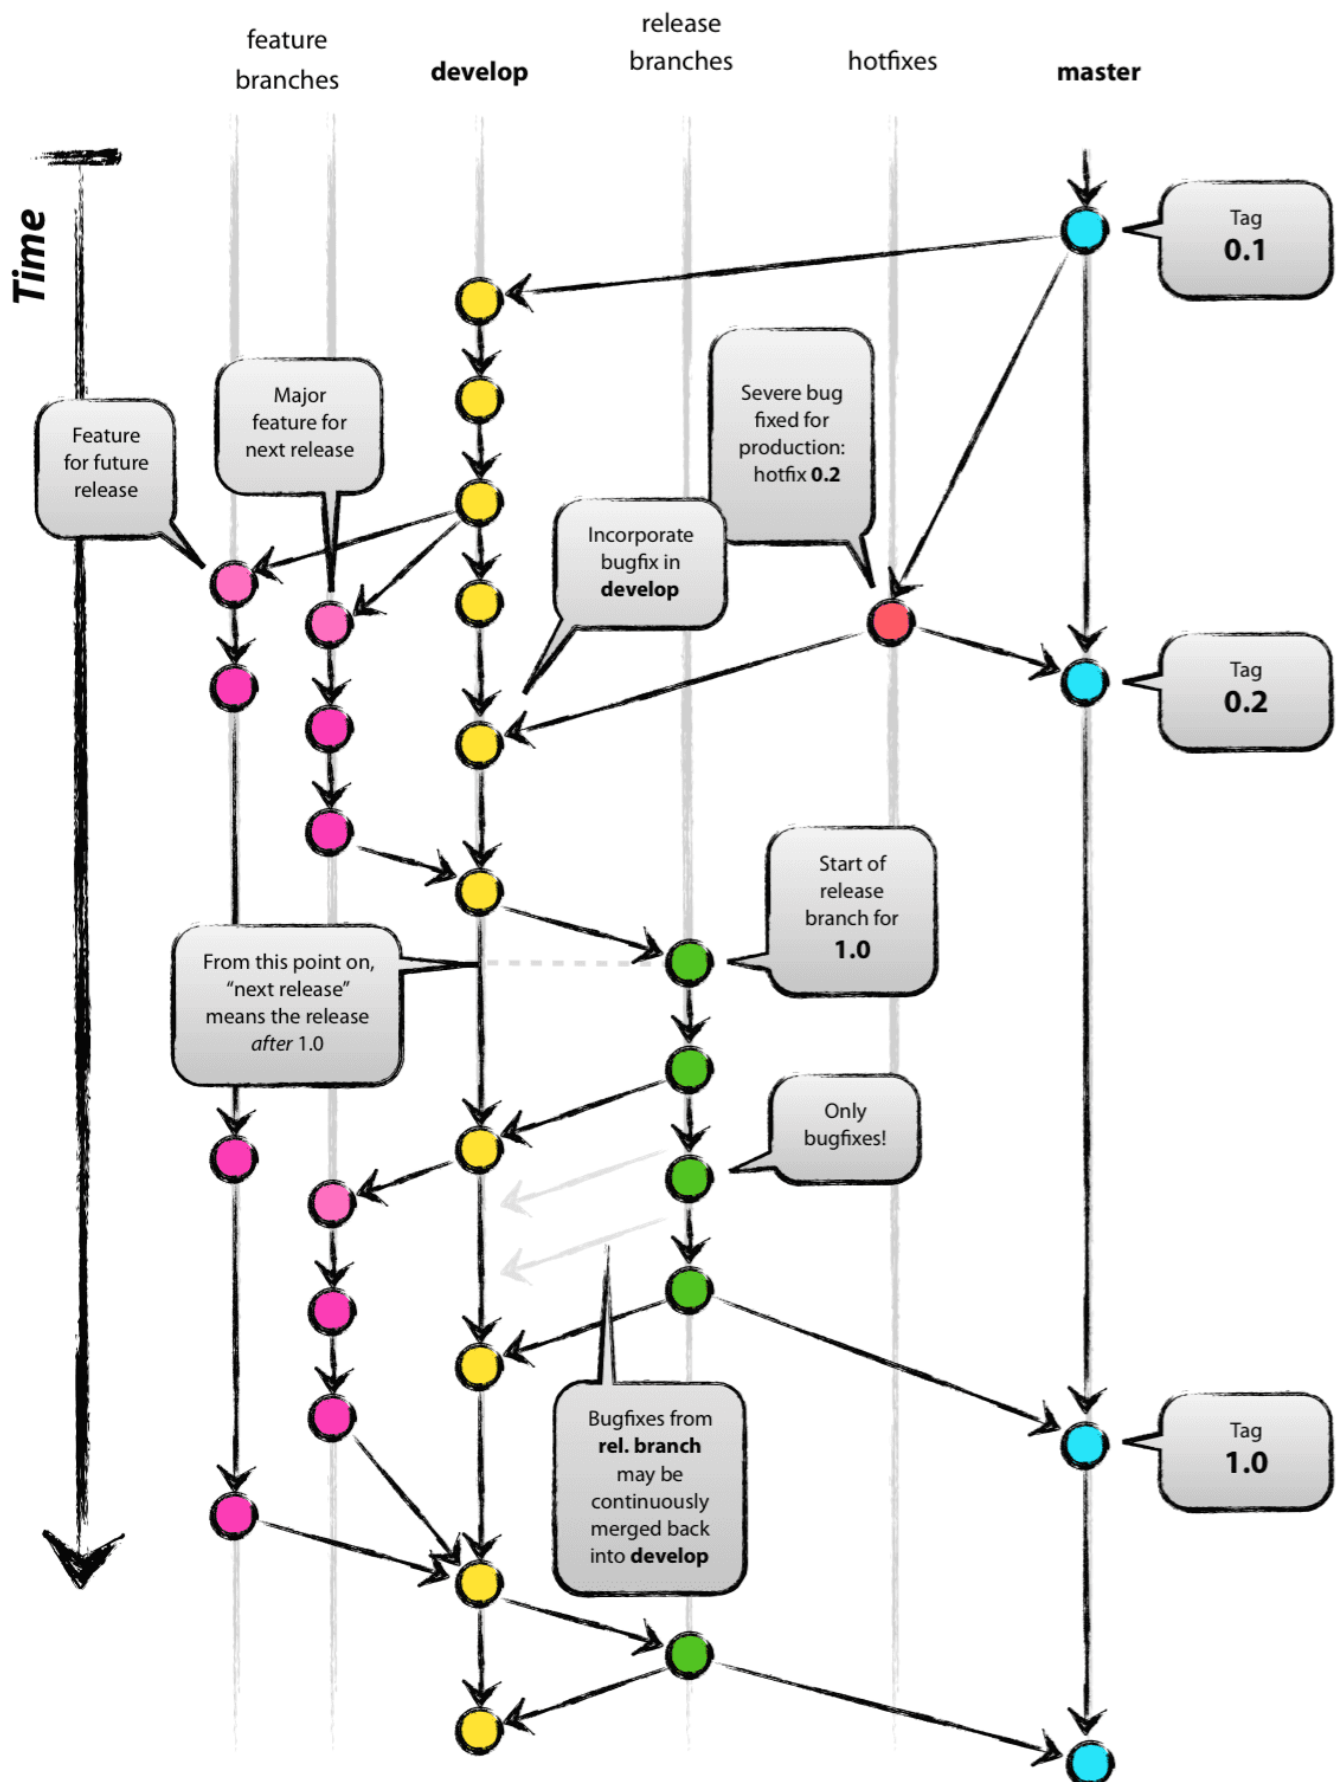 feature
branches
develop
release
branches
hotfixes
master
Time
Tag
0.1
Major
feature for
next release
Feature
for future
release
Severe bug
fixed for
production:
hotfix 0.2
Incorporate
bugfix in
develop
Tag
0.2
Start of
release
branch for
1.0
From this point on,
“next release”
means the release
after 1.0
Only
bugfixes!
Bugfixes from
rel. branch
may be
continuously
merged back
into develop
Tag
1.0